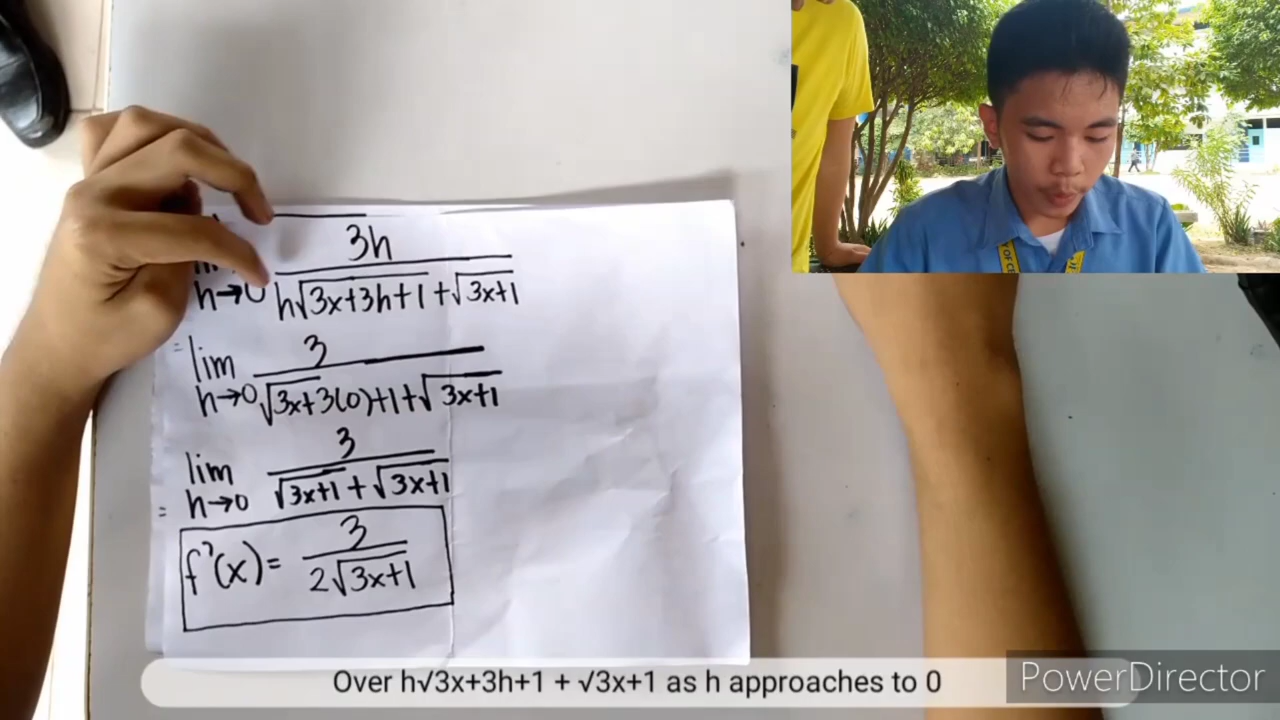 3h
h→0 h√3x+3h+1 + √3x+1
= lim 3
h→0 √3x+3(0)+1+√3x+1
lim 3
= h→0 √3x+1 + √3x+1
f'(x)= 3
2√3x+1
Over h√3x+3h+1 + √3x+1 as h approaches to 0
PowerDirector